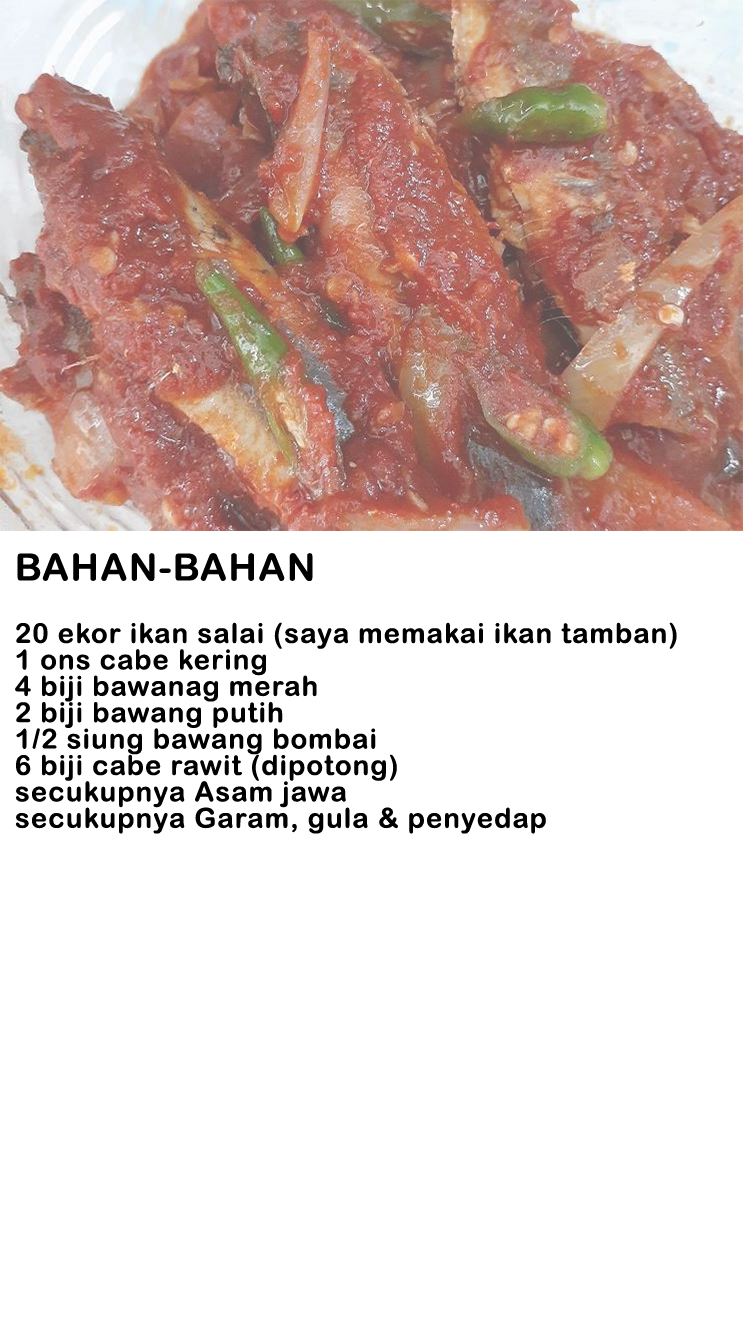 BAHAN-BAHAN
20 ekor ikan salai (saya memakai ikan tamban)
1 ons cabe kering
4 biji bawanag merah
2 biji bawang putih
1/2 siung bawang bombai
6 biji cabe rawit (dipotong)
secukupnya Asam jawa
secukupnya Garam, gula & penyedap